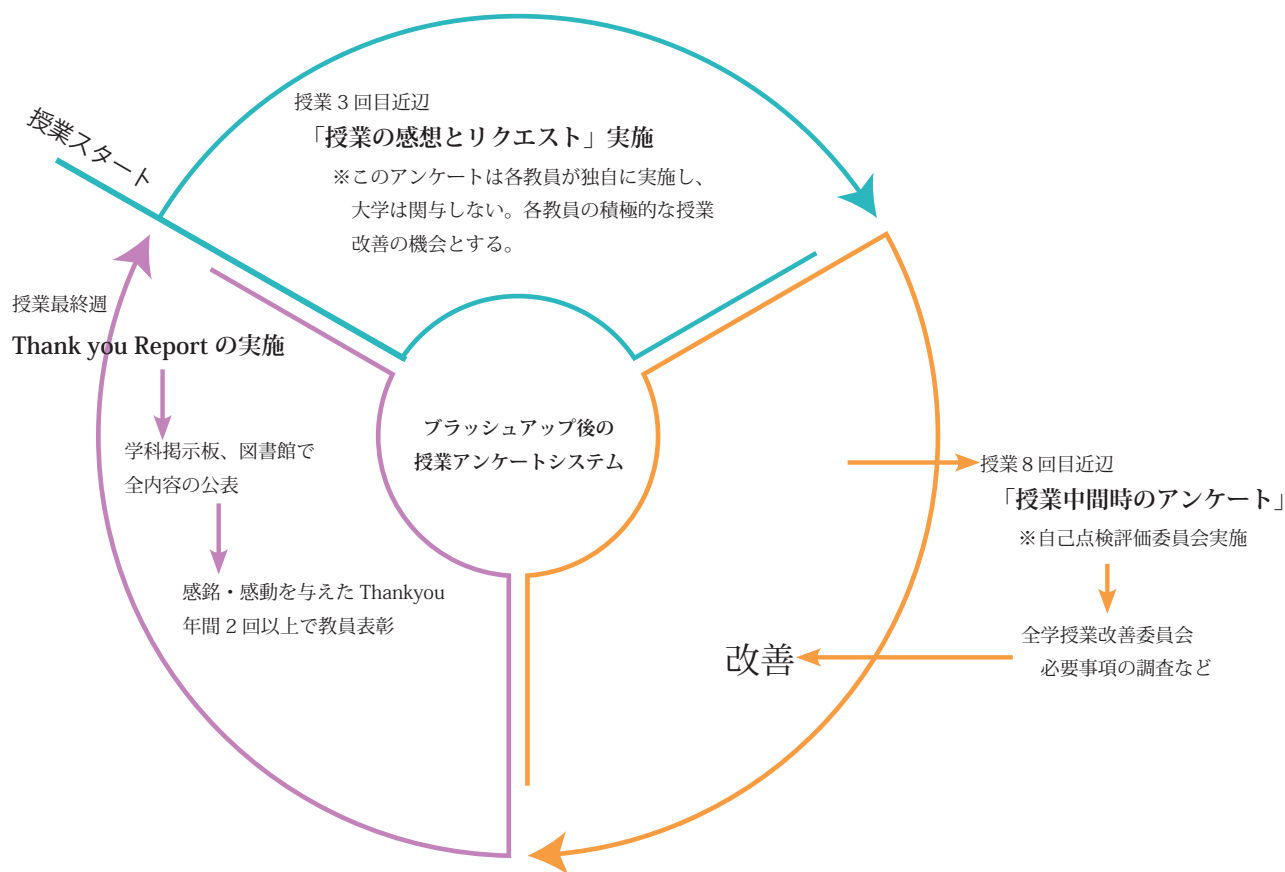 授業スタート
授業 3 回目近辺
「授業の感想とリクエスト」実施
※このアンケートは各教員が独自に実施し、
大学は関与しない。各教員の積極的な授業
改善の機会とする。
授業最終週
Thank you Report の実施
学科掲示板、図書館で
全内容の公表
感銘・感動を与えた Thankyou
年間 2 回以上で教員表彰
ブラッシュアップ後の
授業アンケートシステム
授業 8 回目近辺
「授業中間時のアンケート」
※自己点検評価委員会実施
全学授業改善委員会
必要事項の調査など
改善